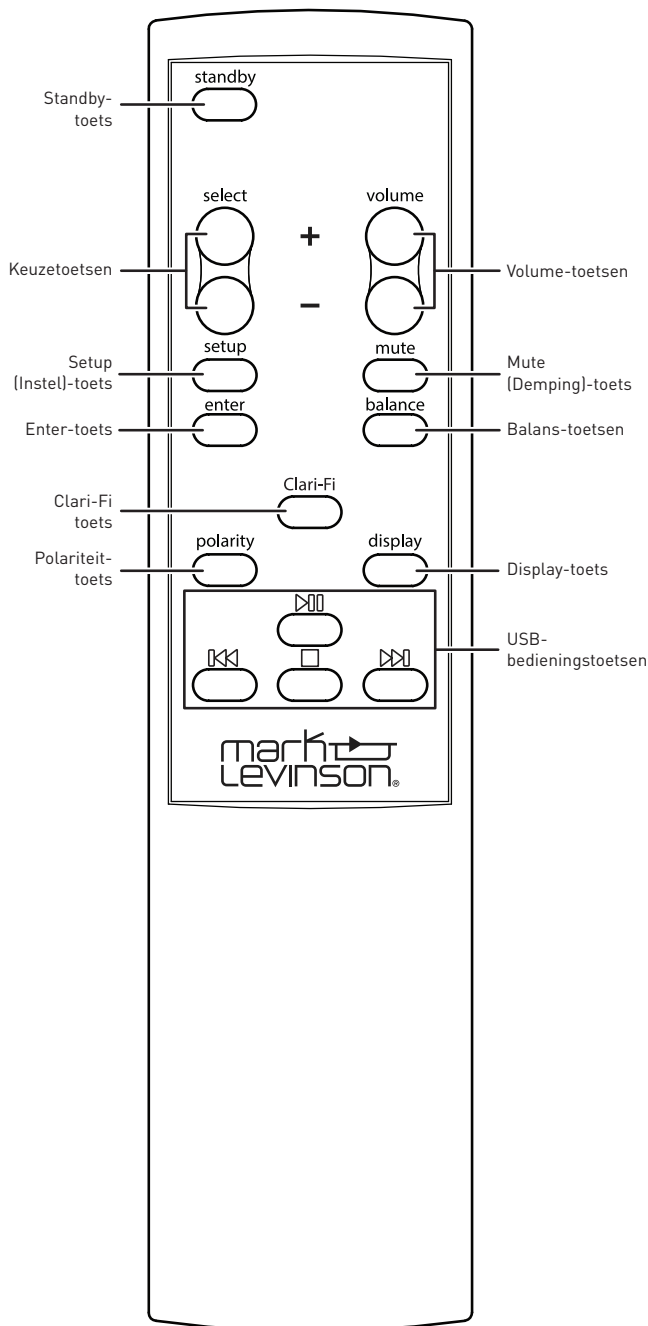 standby
Standby-
toets
select
volume
+
Keuzetoetsen
Volume-toetsen
−
setup
mute
Setup
(Instel)-toets
Mute
(Demping)-toets
enter
balance
Enter-toets
Balans-toetsen
Clari-Fi
Clari-Fi
toets
polarity
display
Polariteit-
toets
Display-toets
USB-
bedieningstoetsen
mark
Levinson®